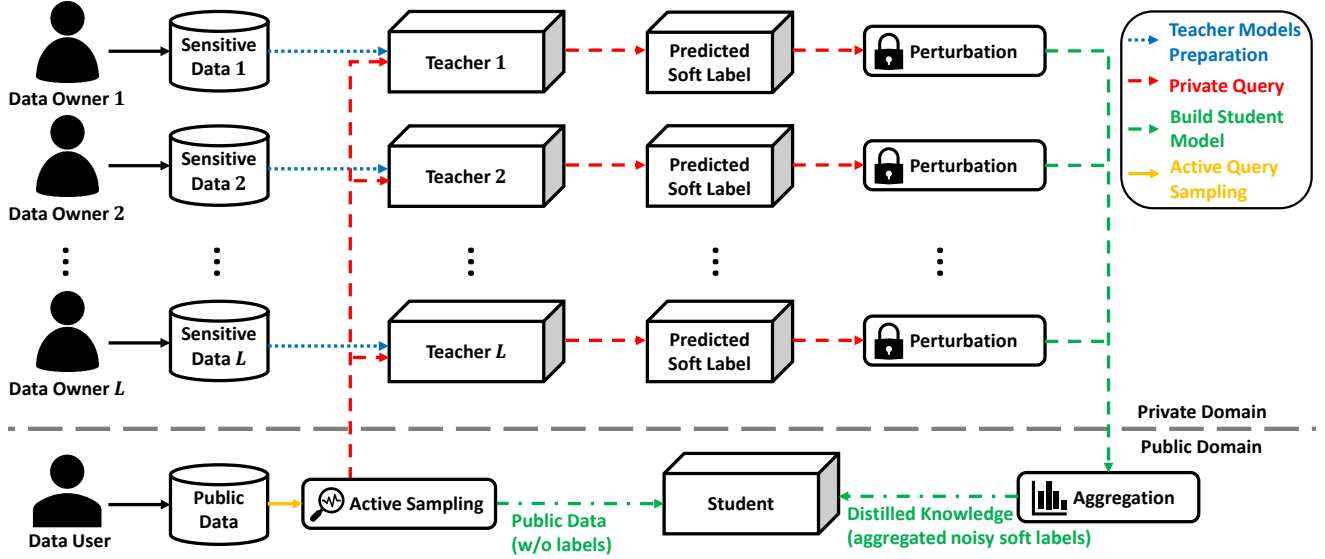 Data Owner 1
Sensitive
Data 1
Teacher 1
Predicted
Soft Label
Perturbation
Teacher Models
Preparation
Private Query
Build Student
Model
Active Query
Sampling
Data Owner 2
Sensitive
Data 2
Teacher 2
Predicted
Soft Label
Perturbation
Data Owner L
Sensitive
Data L
Teacher L
Predicted
Soft Label
Perturbation
Private Domain
Public Domain
Data User
Public
Data
Active Sampling
Public Data
(w/o labels)
Student
Distilled Knowledge
(aggregated noisy soft labels)
Aggregation